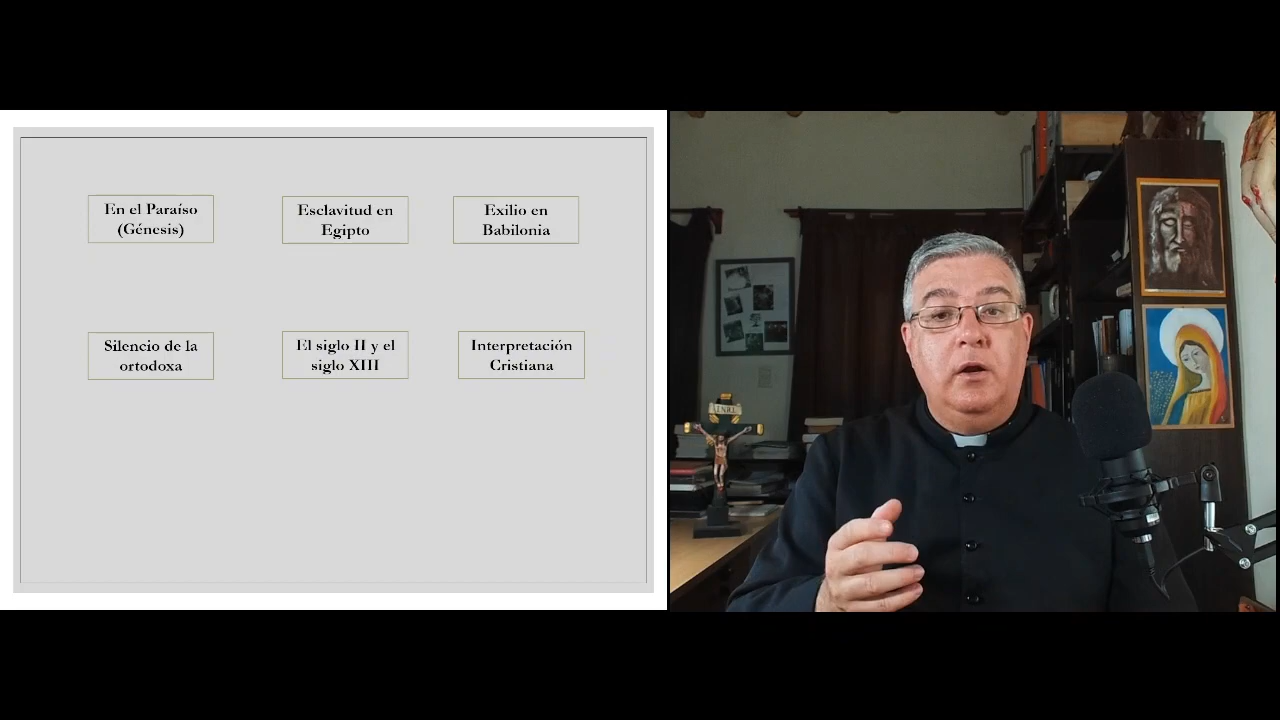 En el Paraíso
(Génesis)
Esclavitud en
Egipto
Exilio en
Babilonia
Silencio de la
ortodoxa
El siglo II y el
siglo XIII
Interpretación
Cristiana
I.N.R.I.